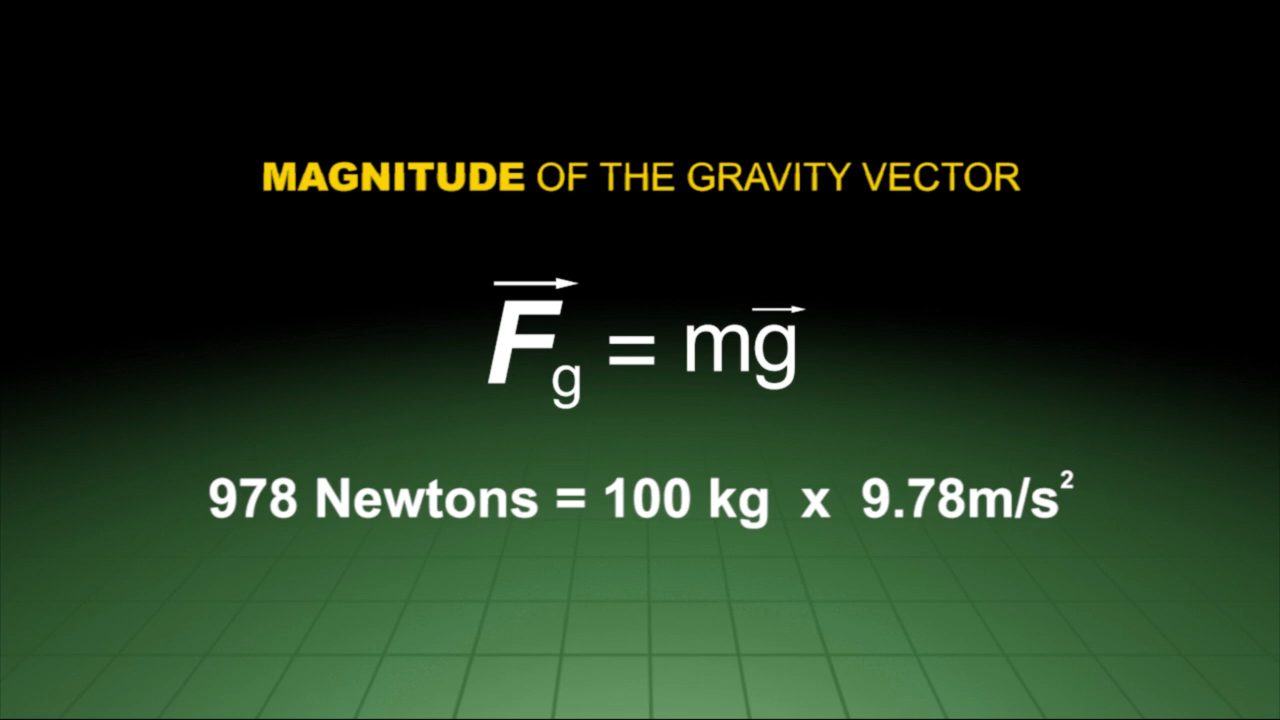 MAGNITUDE OF THE GRAVITY VECTOR
F⃗g = mg⃗
978 Newtons = 100 kg x 9.78m/s²